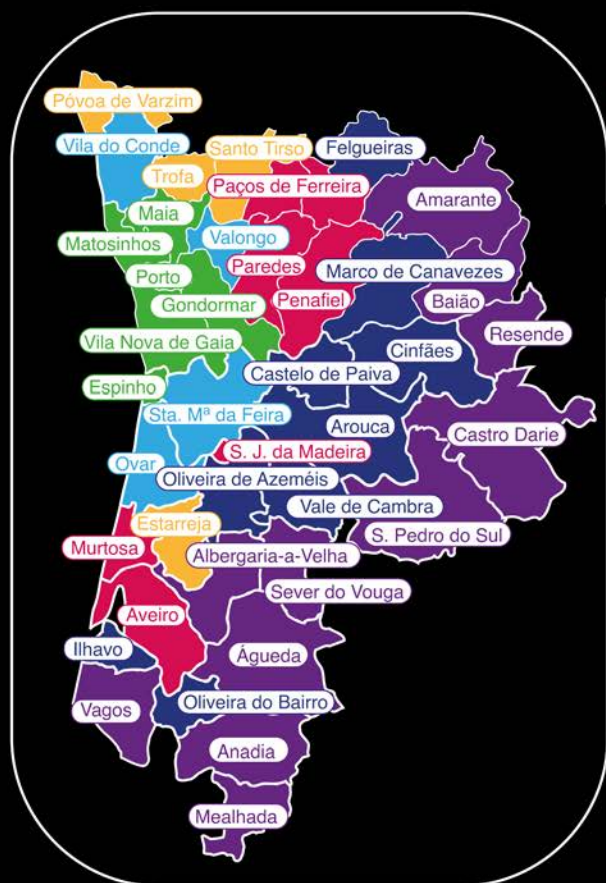 Póvoa de Varzim
Vila do Conde
Santo Tirso
Felgueiras
Trofa
Paços de Ferreira
Amarante
Maia
Matosinhos
Valongo
Paredes
Marco de Canavezes
Porto
Penafiel
Baião
Gondormar
Resende
Vila Nova de Gaia
Cinfães
Castelo de Paiva
Espinho
Sta. Mª da Feira
Arouca
Castro Darie
S. J. da Madeira
Ovar
Oliveira de Azeméis
Vale de Cambra
Estarreja
S. Pedro do Sul
Murtosa
Albergaria-a-Velha
Sever do Vouga
Aveiro
Ilhavo
Águeda
Oliveira do Bairro
Vagos
Anadia
Mealhada